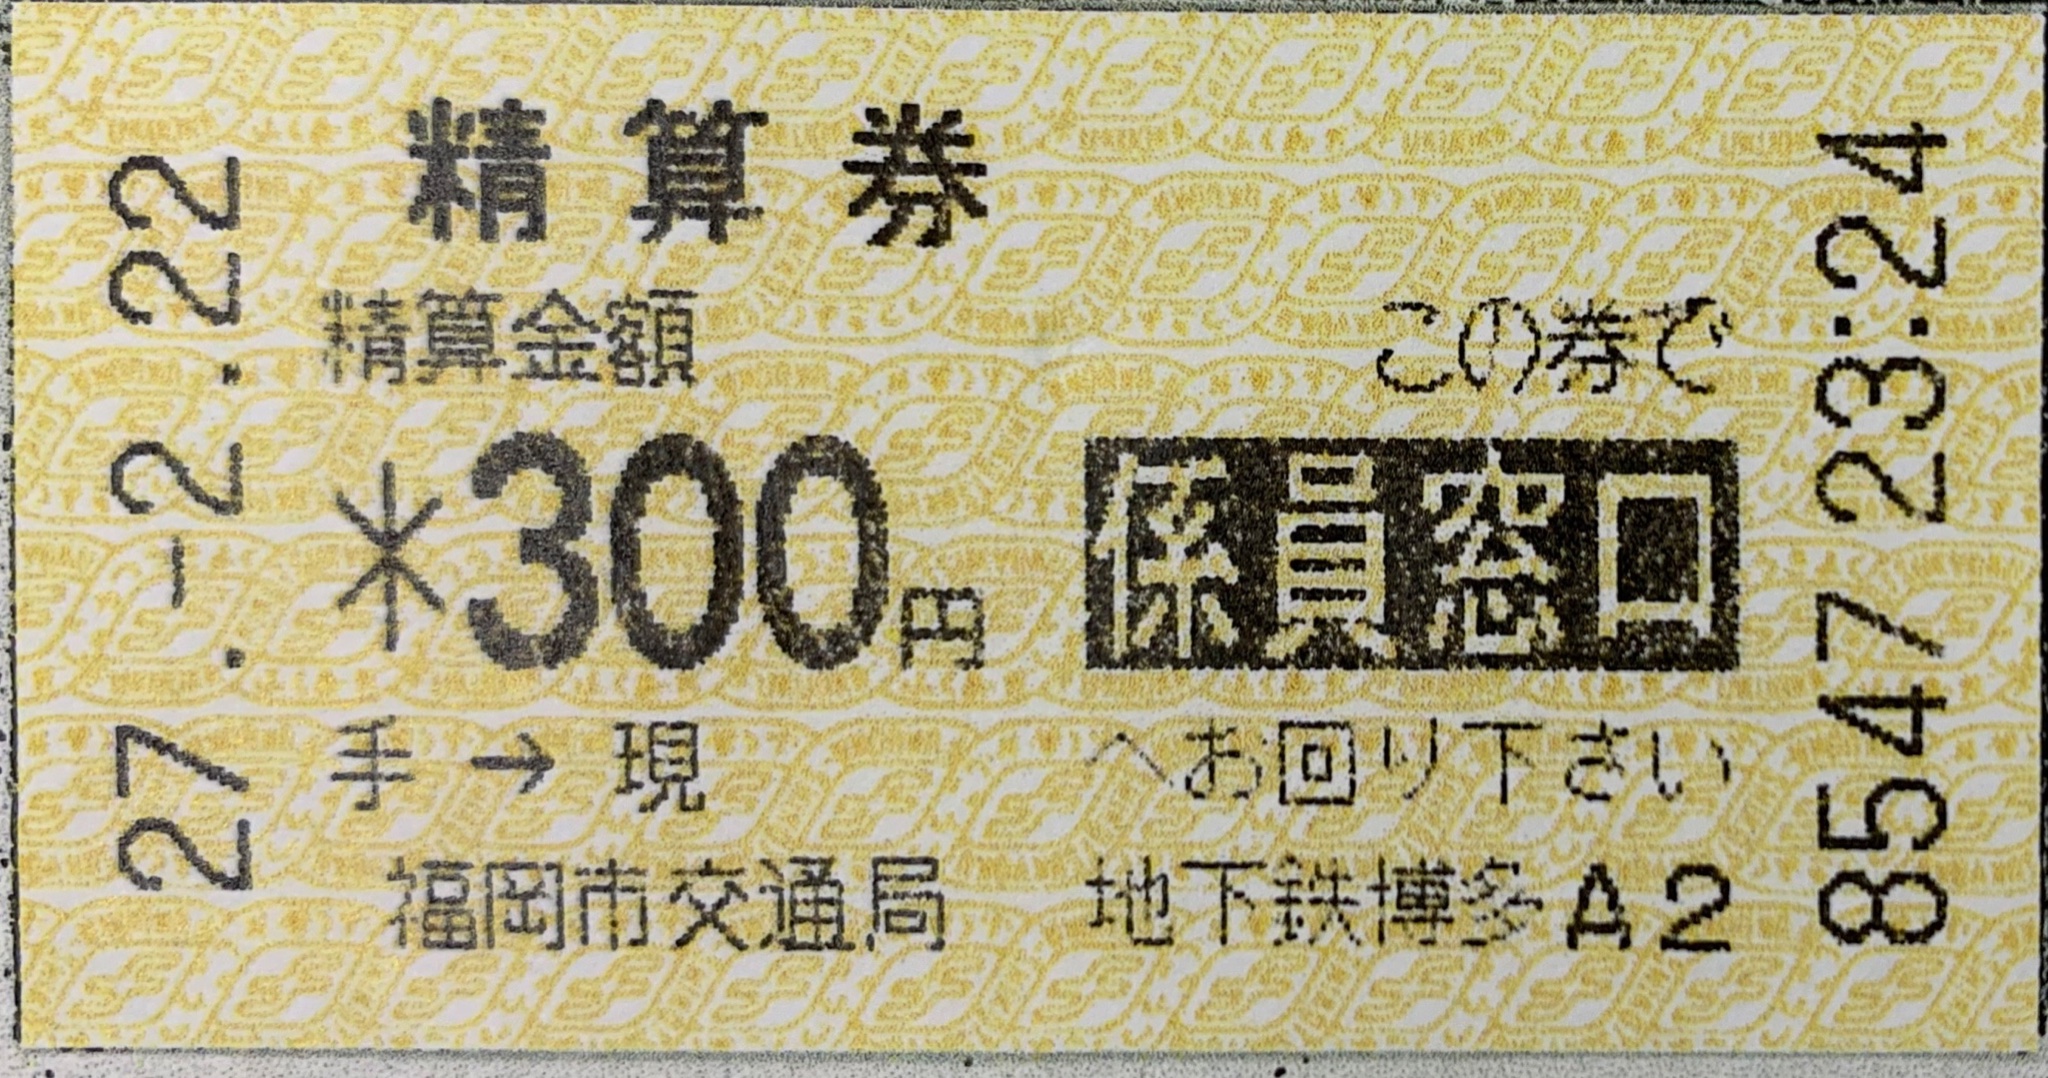 精算券
精算金額
*300円
手→現
福岡市交通局
この券で
係員窓口
へお回り下さい
地下鉄博多A2
27.-2.22.22
8547 23:24